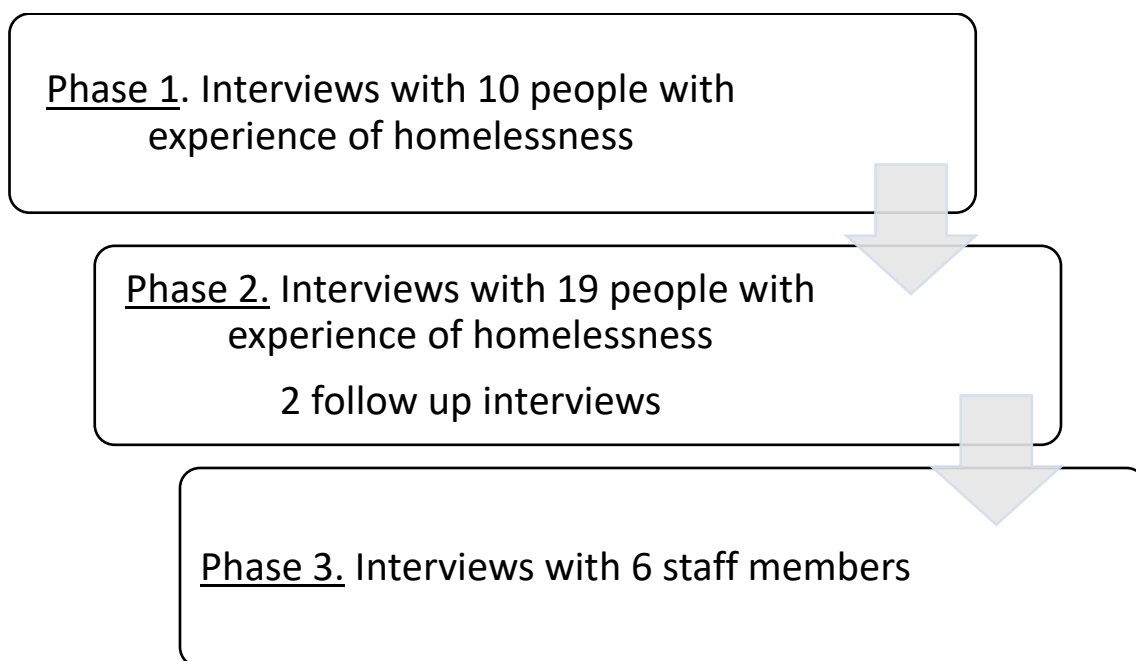 Phase 1. Interviews with 10 people with
experience of homelessness
Phase 2. Interviews with 19 people with
experience of homelessness
2 follow up interviews
Phase 3. Interviews with 6 staff members